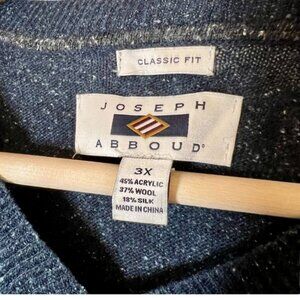 CLASSIC FIT
JOSEPH
ABBOUD®
3X
45% ACRYLIC
37% WOOL
18% SILK
MADE IN CHINA